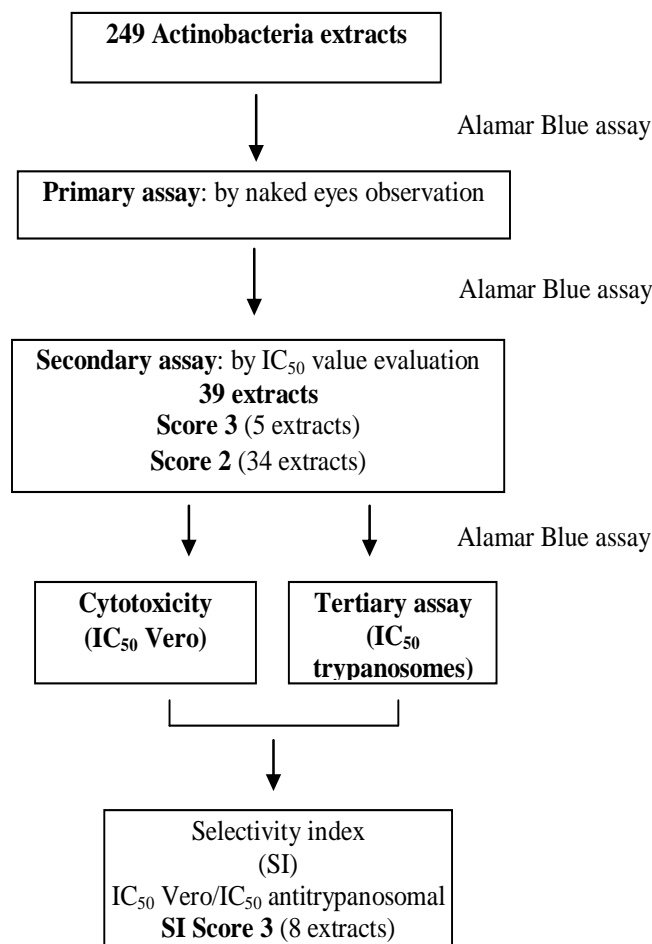 249 Actinobacteria extracts
Alamar Blue assay
Primary assay: by naked eyes observation
Alamar Blue assay
Secondary assay: by IC₅₀ value evaluation
39 extracts
Score 3 (5 extracts)
Score 2 (34 extracts)
Alamar Blue assay
Cytotoxicity
(IC₅₀ Vero)
Tertiary assay
(IC₅₀
trypanosomes)
Selectivity index
(SI)
IC₅₀ Vero/IC₅₀ antitrypanosomal
SI Score 3 (8 extracts)